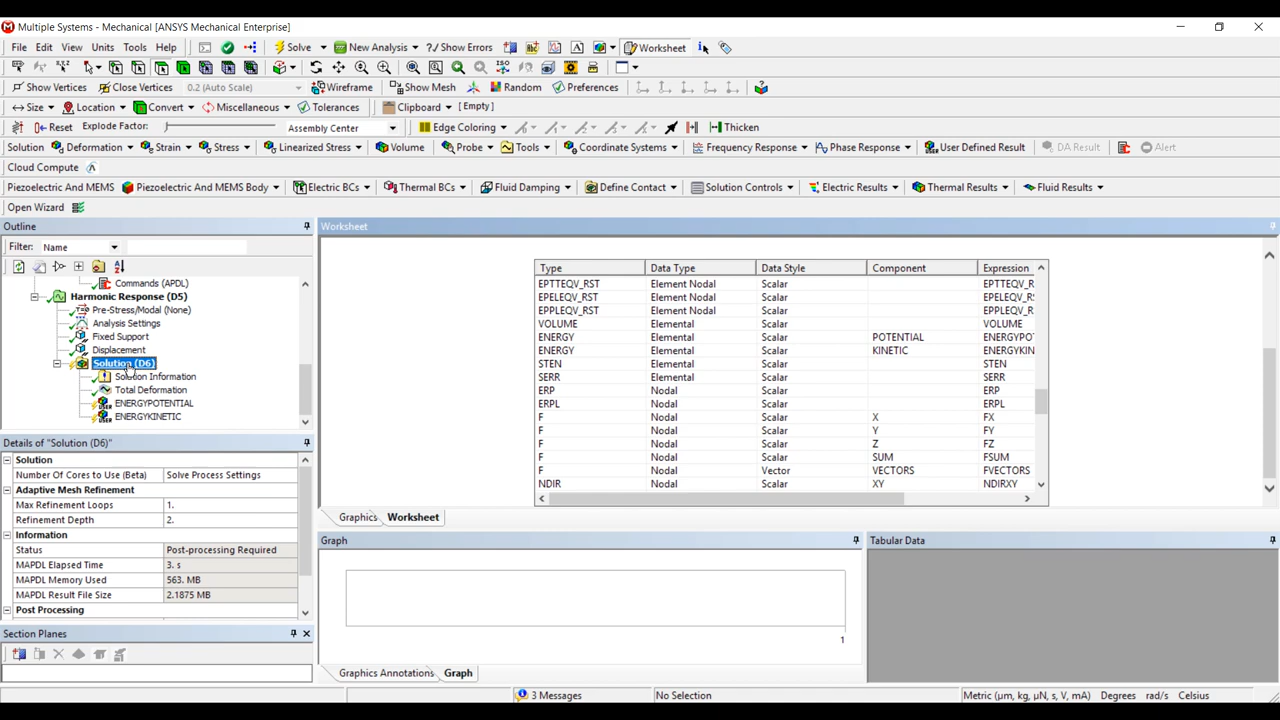 Multiple Systems - Mechanical [ANSYS Mechanical Enterprise]
File Edit View Units Tools Help Solve New Analysis Show Errors Worksheet
Show Vertices Close Vertices 0.2 (Auto Scale) Wireframe Show Mesh Random Preferences
Size Location Convert Miscellaneous Tolerances Clipboard [ Empty ]
Reset Explode Factor: Assembly Center Edge Coloring Thicken
Solution Deformation Strain Stress Linearized Stress Volume Probe Tools Coordinate Systems Frequency Response Phase Response User Defined Result DA Result Alert
Cloud Compute
Piezoelectric And MEMS Piezoelectric And MEMS Body Electric BCs Thermal BCs Fluid Damping Define Contact Solution Controls Electric Results Thermal Results Fluid Results
Open Wizard
Outline
Filter: Name
Commands (APDL)
Harmonic Response (D5)
Pre-Stress/Modal (None)
Analysis Settings
Fixed Support
Displacement
Solution (D6)
Solution Information
Total Deformation
ENERGYPOTENTIAL
ENERGYKINETIC
Details of "Solution (D6)"
Solution
Number Of Cores to Use (Beta) Solve Process Settings
Adaptive Mesh Refinement
Max Refinement Loops 1.
Refinement Depth 2.
Information
Status Post-processing Required
MAPDL Elapsed Time 3. s
MAPDL Memory Used 563. MB
MAPDL Result File Size 2.1875 MB
Post Processing
Section Planes
Worksheet
Type Data Type Data Style Component Expression
EPTTEQV_RST Element Nodal Scalar EPTTEQV_R
EPELEQV_RST Element Nodal Scalar EPELEQV_RS
EPPLEQV_RST Element Nodal Scalar EPPLEQV_R
VOLUME Elemental Scalar VOLUME
ENERGY Elemental Scalar POTENTIAL ENERGYPO
ENERGY Elemental Scalar KINETIC ENERGYKIN
STEN Elemental Scalar STEN
SERR Elemental Scalar SERR
ERP Nodal Scalar ERP
ERPL Nodal Scalar ERPL
F Nodal Scalar X FX
F Nodal Scalar Y FY
F Nodal Scalar Z FZ
F Nodal Scalar SUM FSUM
F Nodal Vector VECTORS FVECTORS
NDIR Nodal Scalar XY NDIRXY
Graphics Worksheet
Graph
1
Graphics Annotations Graph
Tabular Data
3 Messages No Selection Metric (µm, kg, µN, s, V, mA) Degrees rad/s Celsius